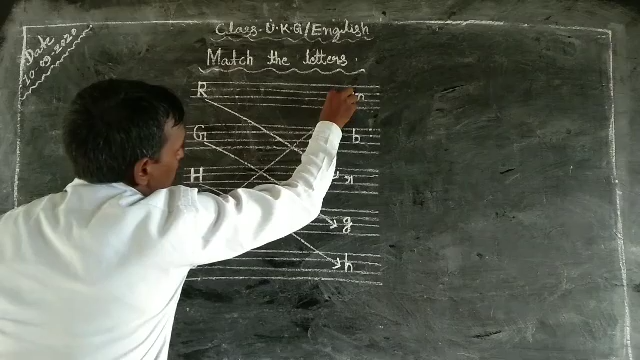 Class- U.K.G/English
Date
10-09-2020
Match the letters.
R n
G b
H r
g
h